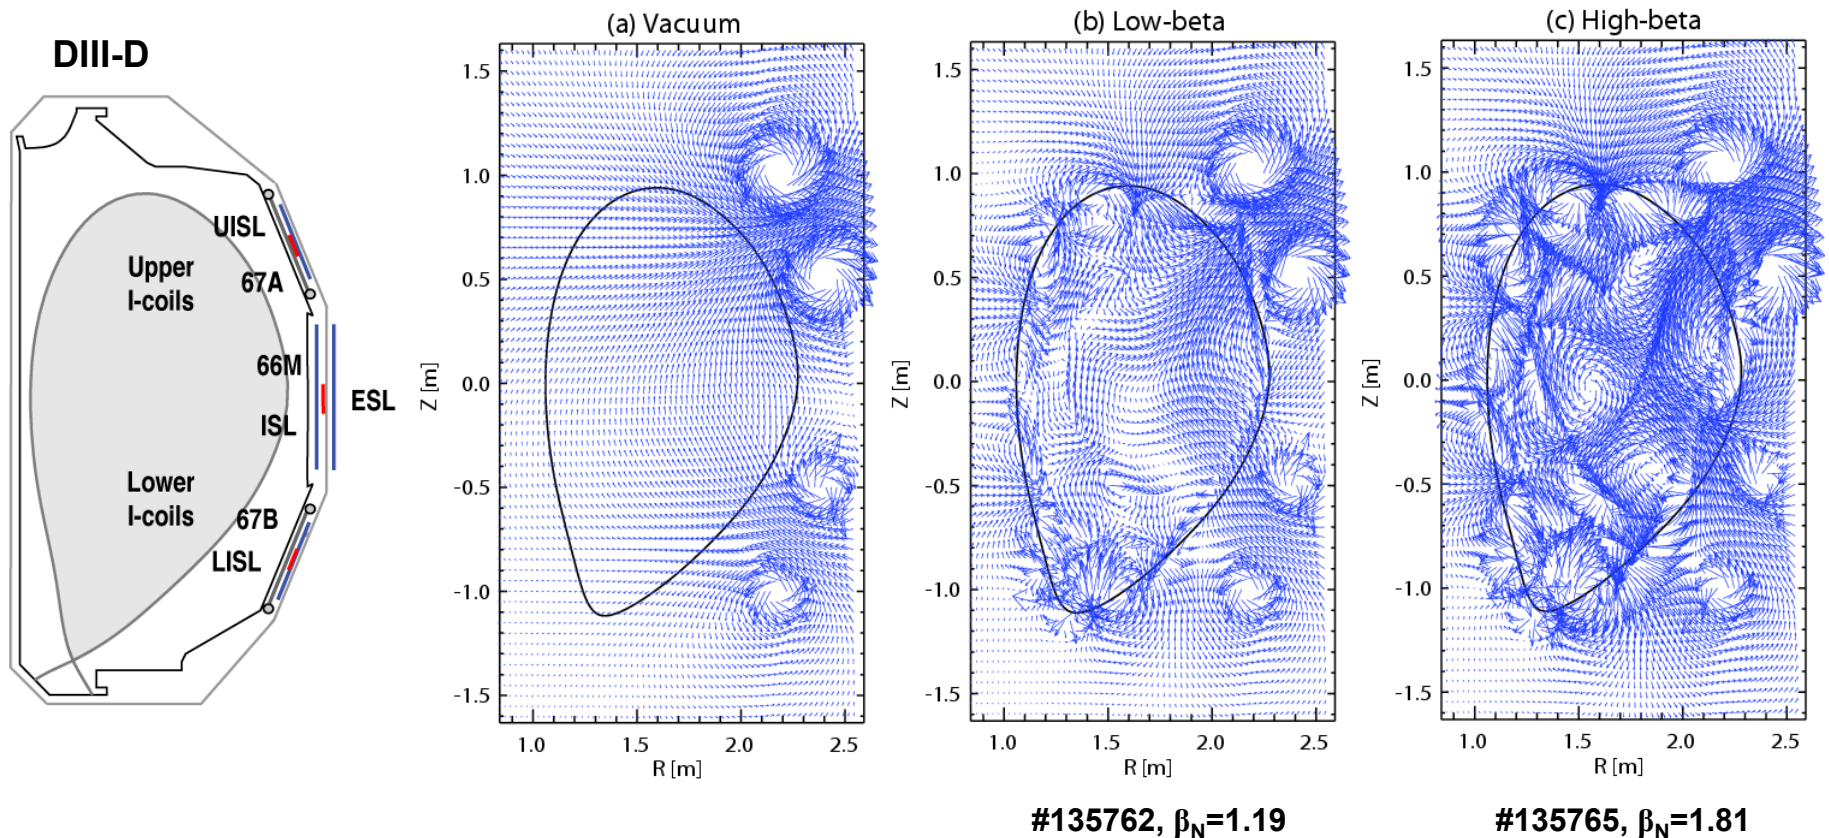 DIII-D
UISL
Upper
I-coils
67A
66M
ESL
ISL
Lower
I-coils
67B
LISL
(a) Vacuum
1.5
1.0
0.5
0.0
-0.5
-1.0
-1.5
Z [m]
1.0 1.5 2.0 2.5
R [m]
(b) Low-beta
1.5
1.0
0.5
0.0
-0.5
-1.0
-1.5
Z [m]
1.0 1.5 2.0 2.5
R [m]
#135762, βN=1.19
(c) High-beta
1.5
1.0
0.5
0.0
-0.5
-1.0
-1.5
Z [m]
1.0 1.5 2.0 2.5
R [m]
#135765, βN=1.81